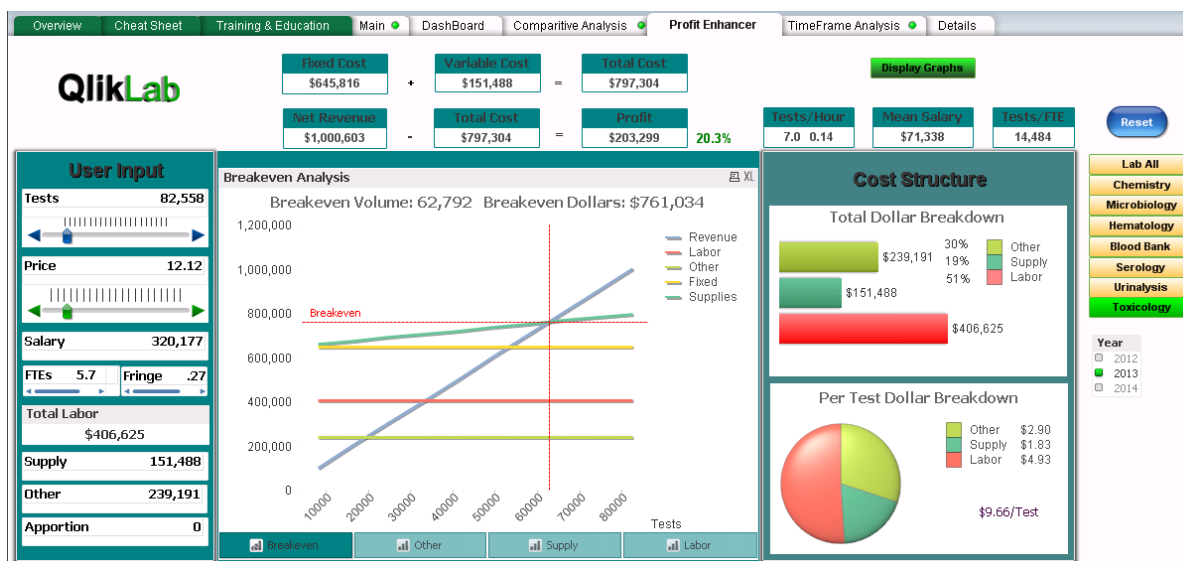 Overview Cheat Sheet Training & Education Main DashBoard Comparitive Analysis Profit Enhancer TimeFrame Analysis Details
QlikLab
Fixed Cost Variable Cost Total Cost
$645,816 + $151,488 = $797,304
Display Graphs
Net Revenue Total Cost Profit
$1,000,603 - $797,304 = $203,299 20.3%
Tests/Hour Mean Salary Tests/FTE
7.0 0.14 $71,338 14,484
Reset
User Input
Tests 82,558
Price 12.12
Salary 320,177
FTEs 5.7 Fringe .27
Total Labor
$406,625
Supply 151,488
Other 239,191
Apportion 0
Breakeven Analysis XL
Breakeven Volume: 62,792 Breakeven Dollars: $761,034
1,200,000
1,000,000
800,000
600,000
400,000
200,000
0
Breakeven
Revenue
Labor
Other
Fixed
Supplies
10000 20000 30000 40000 50000 60000 70000 80000
Tests
Breakeven Other Supply Labor
Cost Structure
Total Dollar Breakdown
$239,191
$151,488
$406,625
30% Other
19% Supply
51% Labor
Per Test Dollar Breakdown
Other $2.90
Supply $1.83
Labor $4.93
$9.66/Test
Lab All
Chemistry
Microbiology
Hematology
Blood Bank
Serology
Urinalysis
Toxicology
Year
2012
2013
2014